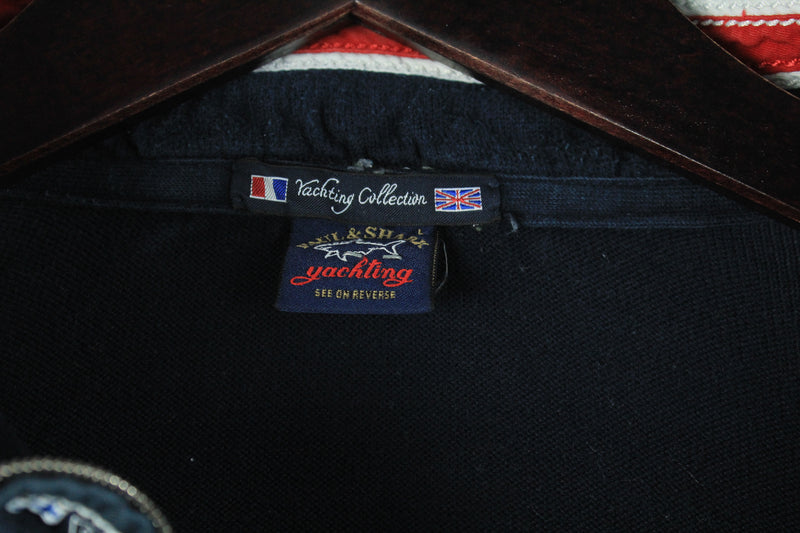 Yachting Collection
PAUL & SHARK
yachting
SEE ON REVERSE